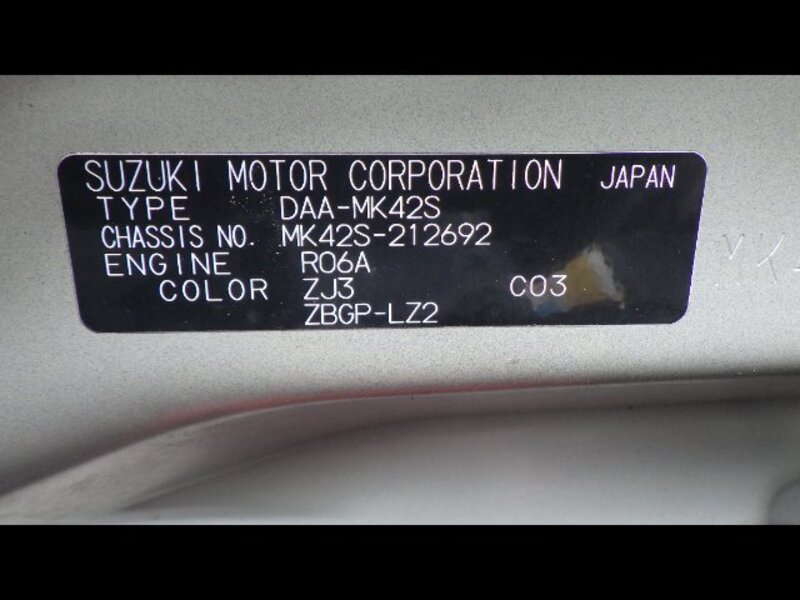 SUZUKI MOTOR CORPORATION JAPAN
TYPE DAA-MK42S
CHASSIS NO. MK42S-212692
ENGINE R06A
COLOR ZJ3 C03
ZBGP-LZ2